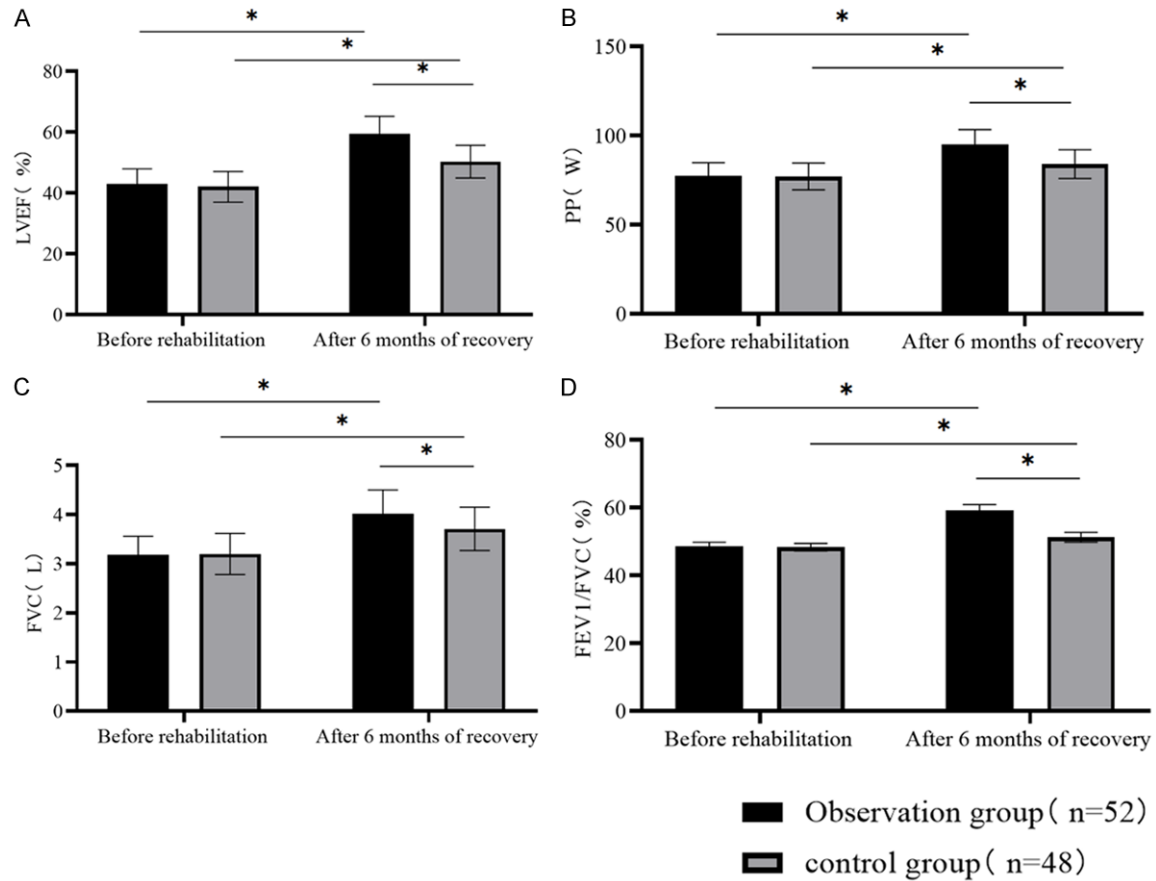 A
*
*
*
80
60
40
20
0
LVEF( %)
Before rehabilitation
After 6 months of recovery
B
*
*
*
150
100
50
0
PP( W)
Before rehabilitation
After 6 months of recovery
C
*
*
*
5
4
3
2
1
0
FVC( L)
Before rehabilitation
After 6 months of recovery
D
*
*
*
80
60
40
20
0
FEV1/FVC( %)
Before rehabilitation
After 6 months of recovery
Observation group( n=52)
control group( n=48)